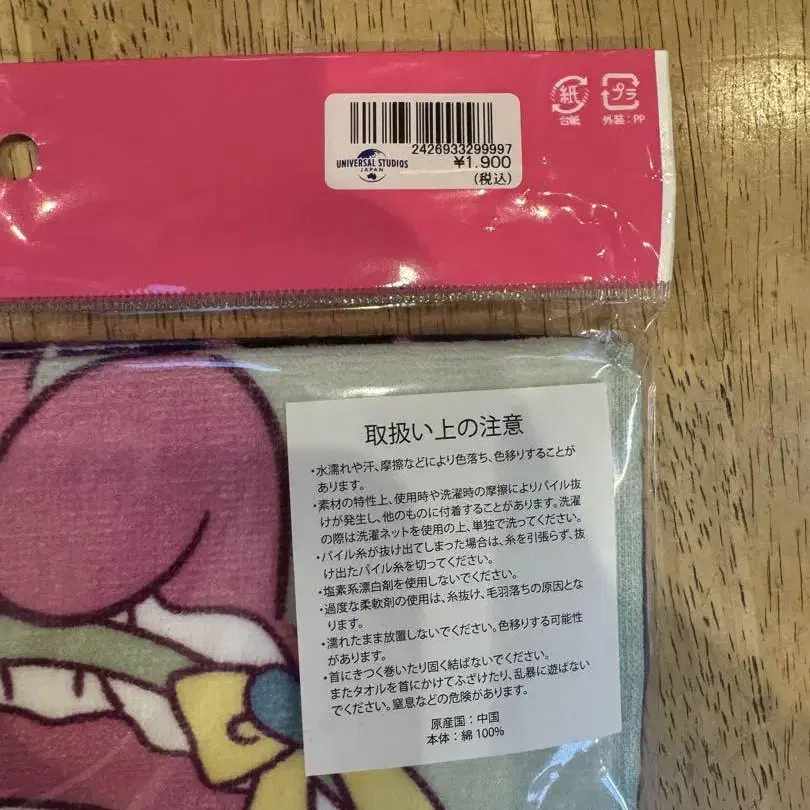 2426933299997
UNIVERSAL STUDIOS
JAPAN
¥1,900
(税込)
紙
台紙
プラ
外装:PP
取扱い上の注意
・水濡れや汗、摩擦などにより色落ち、色移りすることが
あります。
・素材の特性上、使用時や洗濯時の摩擦によりパイル抜
けが発生し、他のものに付着することがあります。洗濯
の際は洗濯ネットを使用の上、単独で洗ってください。
・パイル糸が抜け出てしまった場合は、糸を引張らず、抜
け出たパイル糸を切ってください。
・塩素系漂白剤を使用しないでください。
・過度な柔軟剤の使用は、糸抜け、毛羽落ちの原因とな
ります。
・濡れたまま放置しないでください。色移りする可能性
があります。
・首にきつく巻いたり固く結ばないでください。
またタオルを首にかけてふざけたり、乱暴に遊ばない
でください。窒息などの危険があります。
原産国:中国
本体:綿 100%